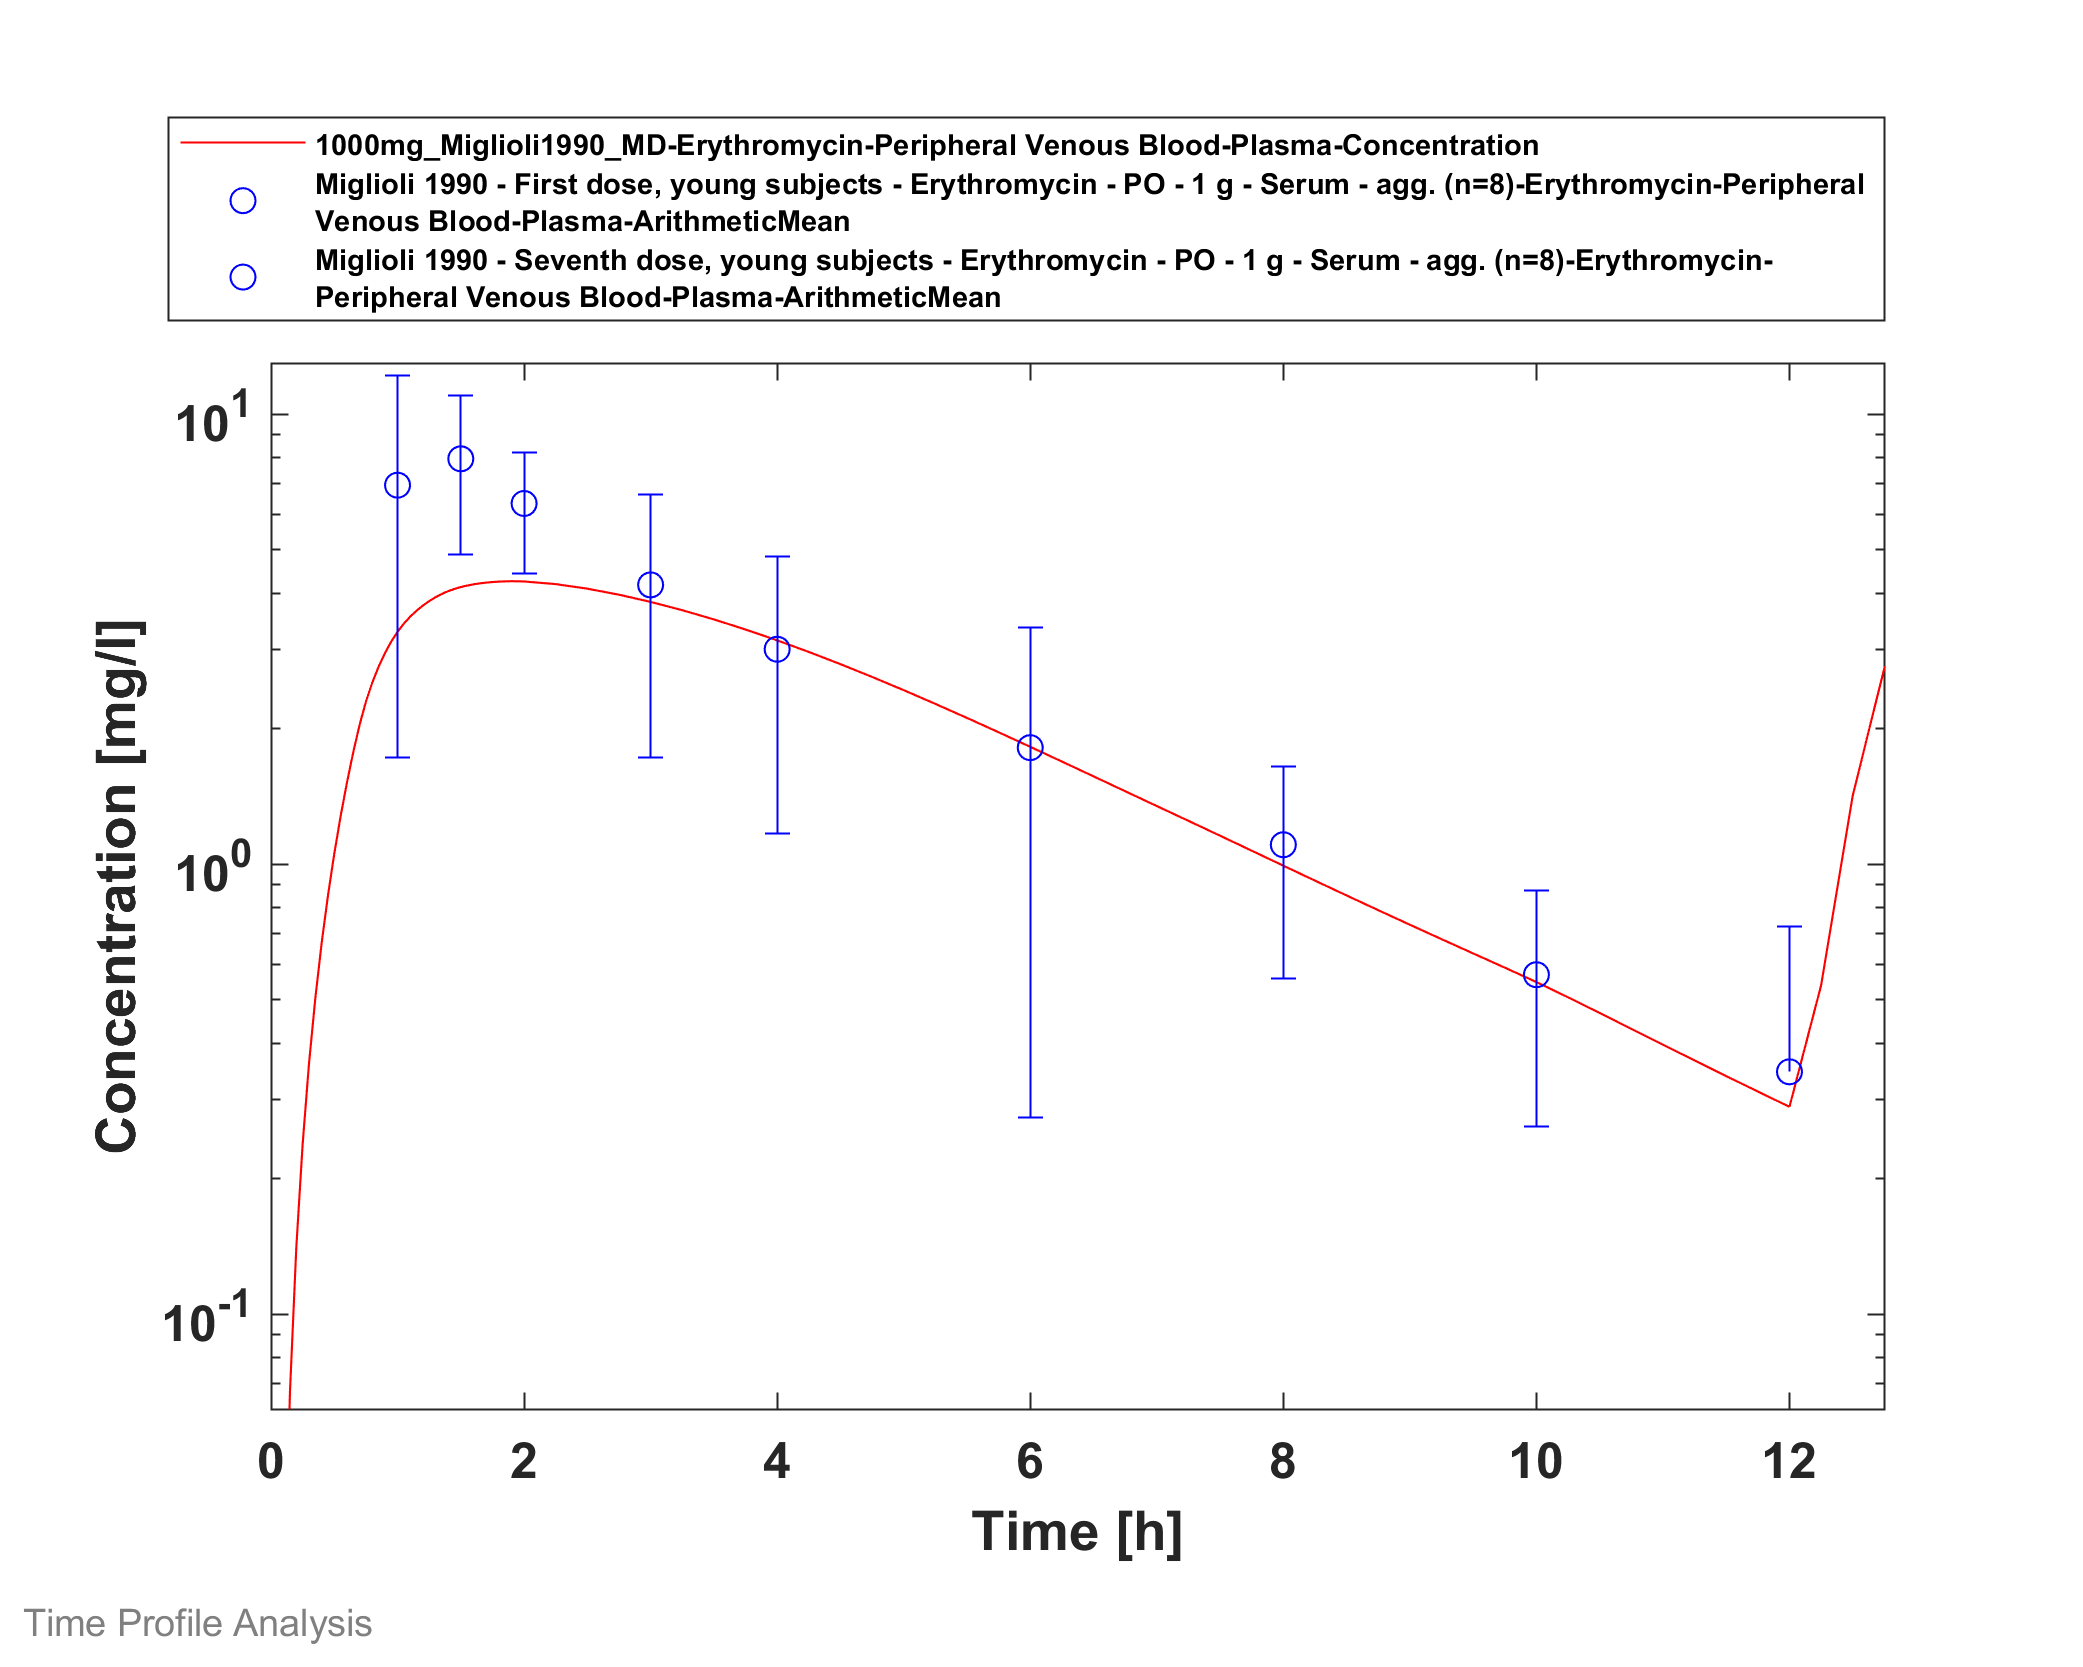 1000mg_Miglioli1990_MD-Erythromycin-Peripheral Venous Blood-Plasma-Concentration
Miglioli 1990 - First dose, young subjects - Erythromycin - PO - 1 g - Serum - agg. (n=8)-Erythromycin-Peripheral
Venous Blood-Plasma-ArithmeticMean
Miglioli 1990 - Seventh dose, young subjects - Erythromycin - PO - 1 g - Serum - agg. (n=8)-Erythromycin-
Peripheral Venous Blood-Plasma-ArithmeticMean
10^1
10^0
10^-1
Concentration [mg/l]
0 2 4 6 8 10 12
Time [h]
Time Profile Analysis